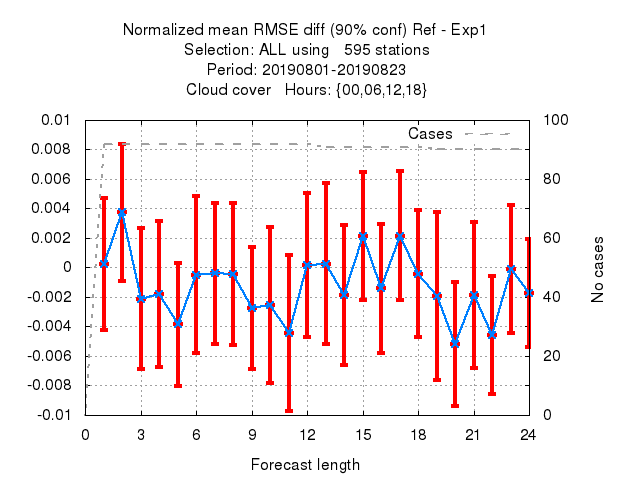 Normalized mean RMSE diff (90% conf) Ref - Exp1
Selection: ALL using   595 stations
Period: 20190801-20190823
Cloud cover   Hours: {00,06,12,18}
0.01
0.008
0.006
0.004
0.002
0
-0.002
-0.004
-0.006
-0.008
-0.01
Cases
100
80
60
40
20
0
No cases
0 3 6 9 12 15 18 21 24
Forecast length